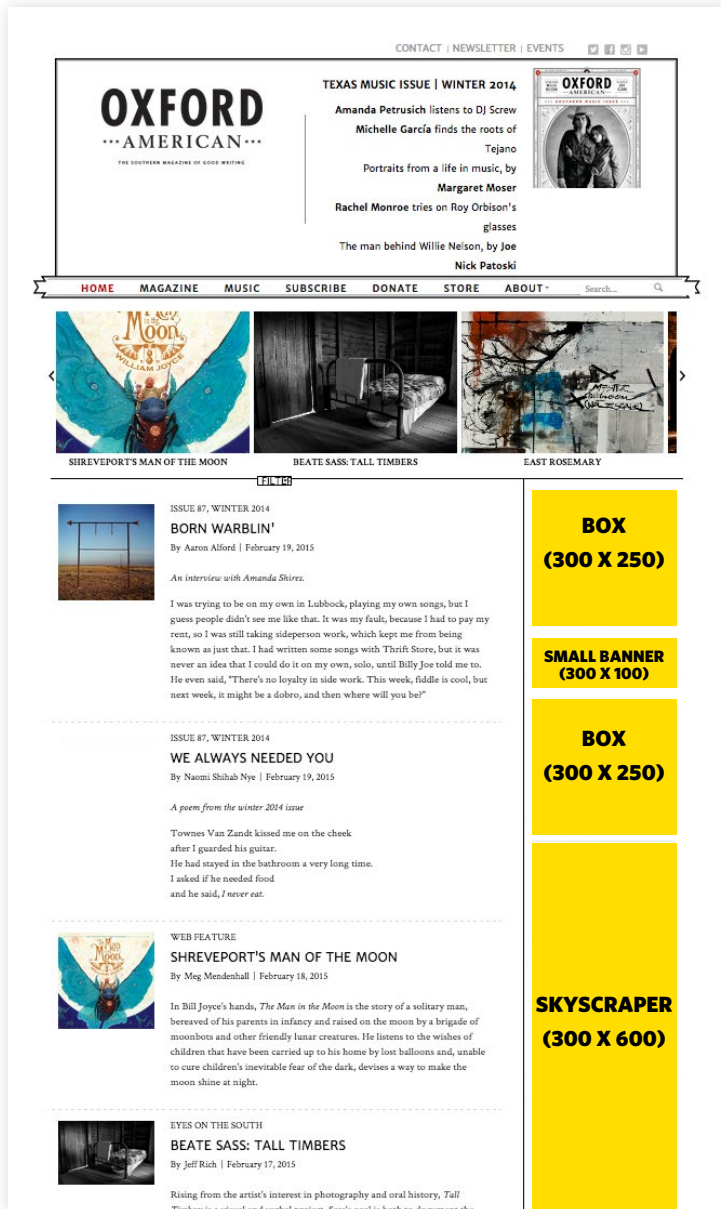 CONTACT | NEWSLETTER | EVENTS
OXFORD
AMERICAN
THE SOUTHERN MAGAZINE OF GOOD WRITING
TEXAS MUSIC ISSUE | WINTER 2014
Amanda Petrusich listens to DJ Screw
Michelle García finds the roots of
Tejano
Portraits from a life in music, by
Margaret Moser
Rachel Monroe tries on Roy Orbison's
glasses
The man behind Willie Nelson, by Joe
Nick Patoski
OXFORD
AMERICAN
SOUTHERN MUSIC ISSUE
HOME MAGAZINE MUSIC SUBSCRIBE DONATE STORE ABOUT Search...
Moon
WILLIAM JOYCE
SHREVEPORT'S MAN OF THE MOON
BEATE SASS: TALL TIMBERS
EAST ROSEMARY
FILTER
ISSUE 87, WINTER 2014
BORN WARBLIN'
By Aaron Alford | February 19, 2015
An interview with Amanda Shires.
I was trying to be on my own in Lubbock, playing my own songs, but I
guess people didn't see me like that. It was my fault, because I had to pay my
rent, so I was still taking sideperson work, which kept me from being
known as just that. I had written some songs with Thrift Store, but it was
never an idea that I could do it on my own, solo, until Billy Joe told me to.
He even said, "There's no loyalty in side work. This week, fiddle is cool, but
next week, it might be a dobro, and then where will you be?"
ISSUE 87, WINTER 2014
WE ALWAYS NEEDED YOU
By Naomi Shihab Nye | February 19, 2015
A poem from the winter 2014 issue
Townes Van Zandt kissed me on the cheek
after I guarded his guitar.
He had stayed in the bathroom a very long time.
I asked if he needed food
and he said, I never eat.
WEB FEATURE
SHREVEPORT'S MAN OF THE MOON
By Meg Mendenhall | February 18, 2015
In Bill Joyce's hands, The Man in the Moon is the story of a solitary man,
bereaved of his parents in infancy and raised on the moon by a brigade of
moonbots and other friendly lunar creatures. He listens to the wishes of
children that have been carried up to his home by lost balloons and, unable
to cure children's inevitable fear of the dark, devises a way to make the
moon shine at night.
EYES ON THE SOUTH
BEATE SASS: TALL TIMBERS
By Jeff Rich | February 17, 2015
Rising from the artist's interest in photography and oral history, Tall
BOX
(300 X 250)
SMALL BANNER
(300 X 100)
BOX
(300 X 250)
SKYSCRAPER
(300 X 600)